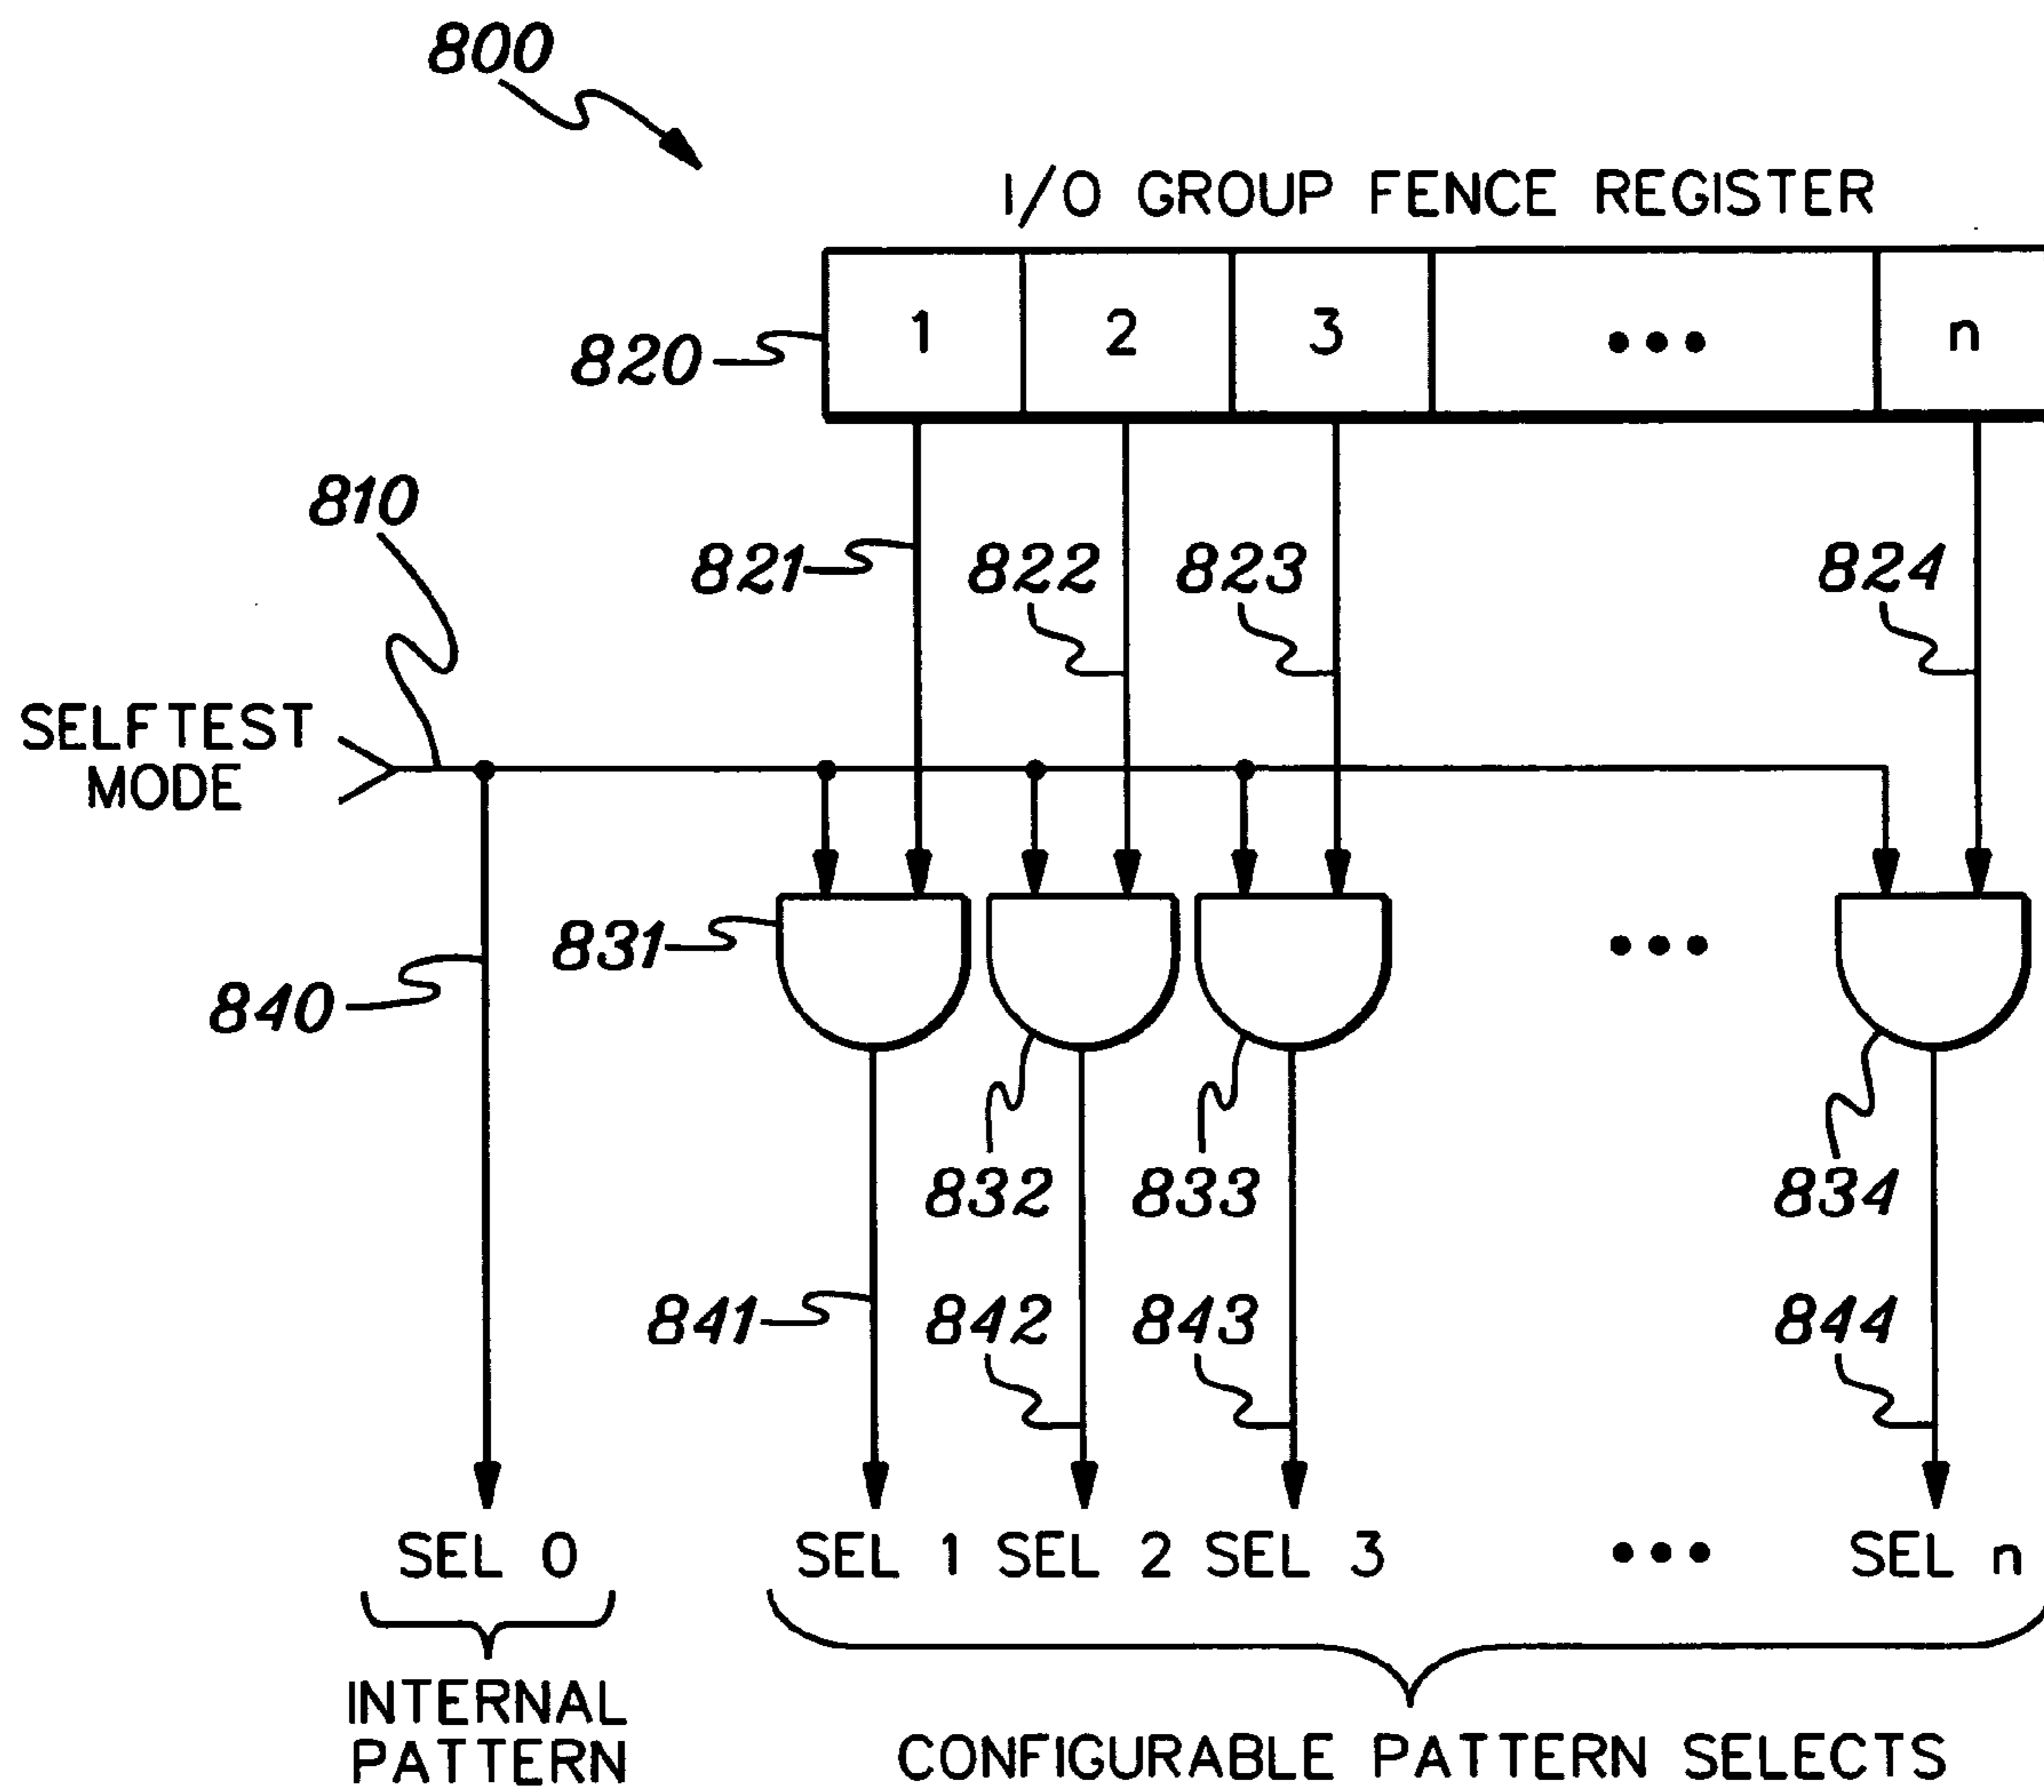 800
I/O GROUP FENCE REGISTER
1 2 3 ... n
820
810
821 822 823 824
SELFTEST
MODE
831 ...
840
832 833 834
841 842 843 844
SEL 0 SEL 1 SEL 2 SEL 3 ... SEL n
INTERNAL
PATTERN
CONFIGURABLE PATTERN SELECTS